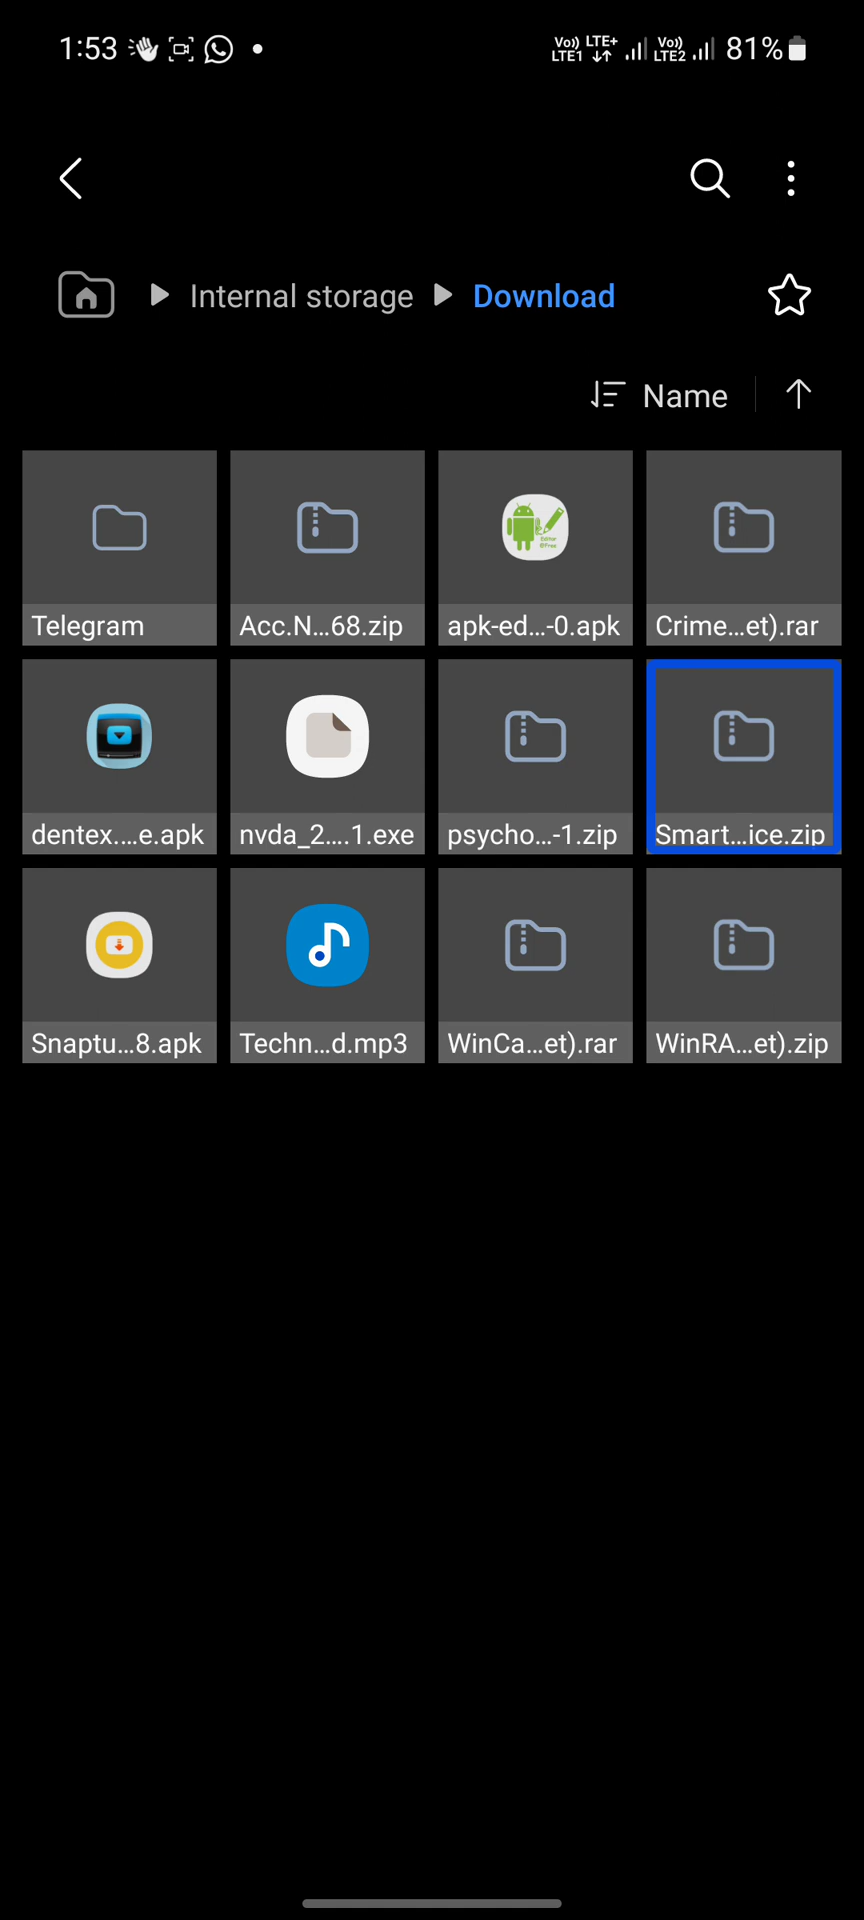 1:53
Vo)) LTE+ Vo)) 81%
LTE1 LTE2
Internal storage Download
Name
Telegram Acc.N...68.zip apk-ed...-0.apk Crime...et).rar
dentex....e.apk nvda_2....1.exe psycho...-1.zip Smart...ice.zip
Snaptu...8.apk Techn...d.mp3 WinCa...et).rar WinRA...et).zip